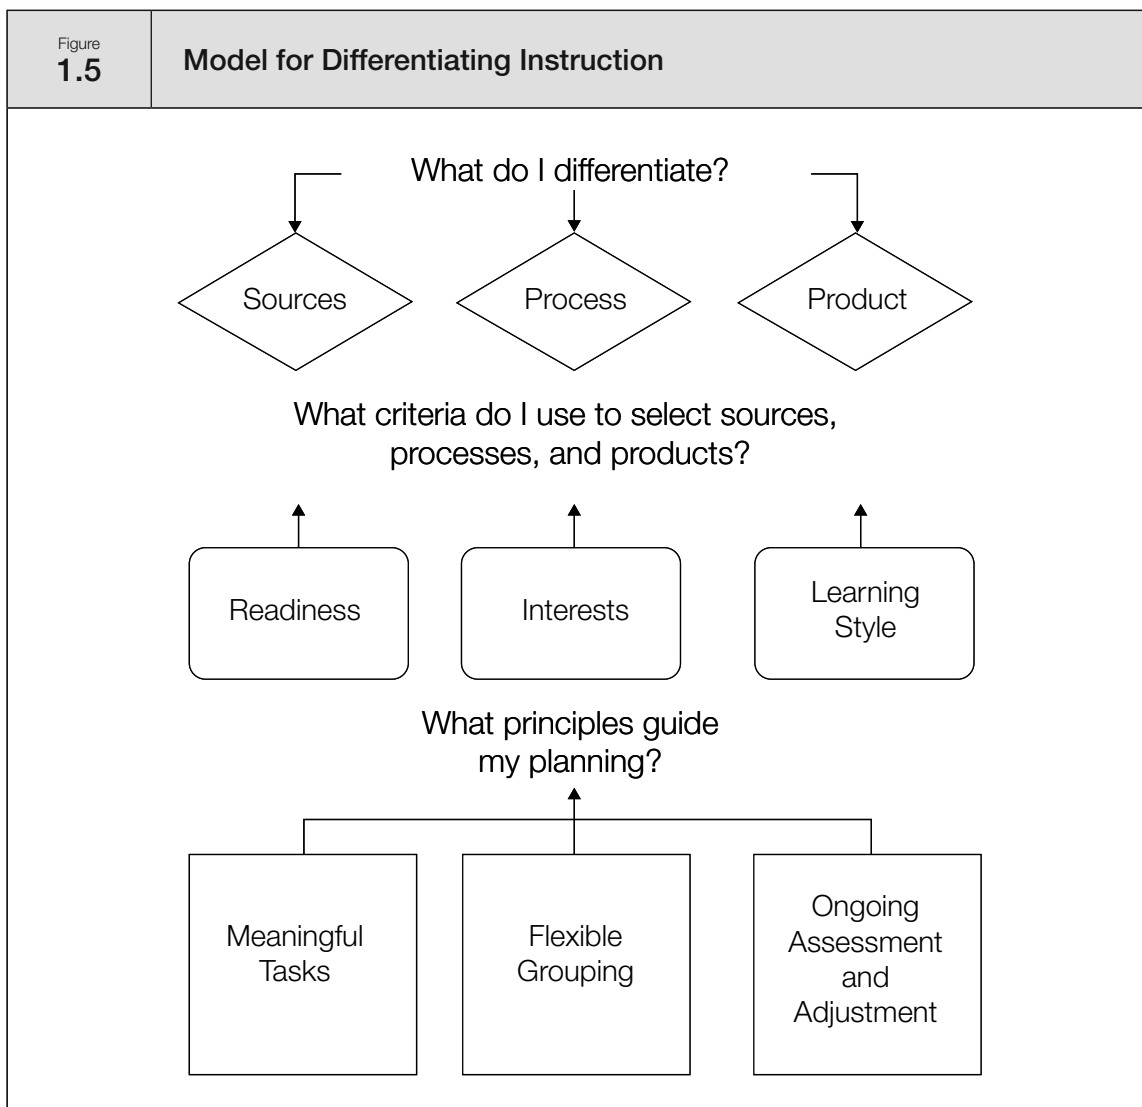 Figure
1.5
Model for Differentiating Instruction
What do I differentiate?
Sources
Process
Product
What criteria do I use to select sources,
processes, and products?
Readiness
Interests
Learning
Style
What principles guide
my planning?
Meaningful
Tasks
Flexible
Grouping
Ongoing
Assessment
and
Adjustment